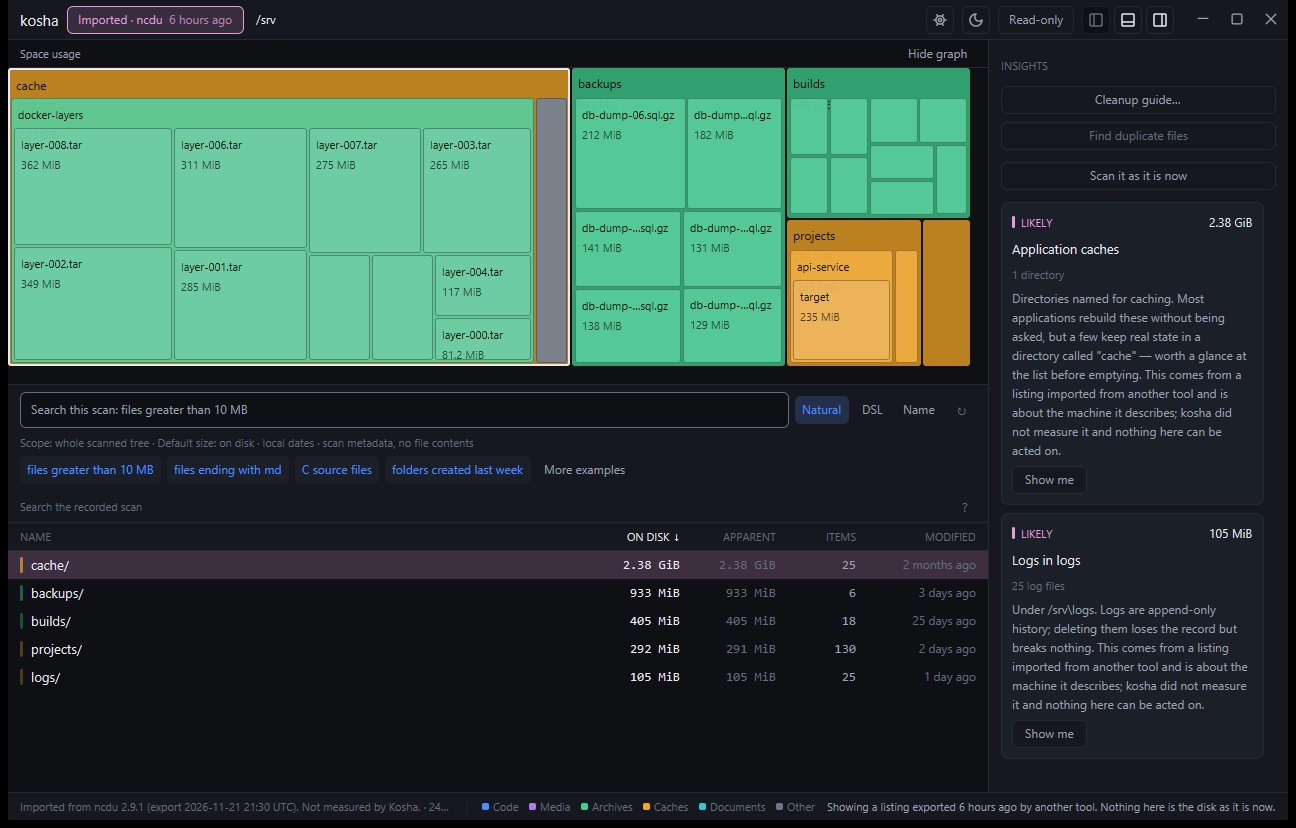 kosha
Imported · ncdu 6 hours ago
/srv
Read-only
Space usage
Hide graph
cache
docker-layers
layer-008.tar
362 MiB
layer-006.tar
311 MiB
layer-007.tar
275 MiB
layer-003.tar
265 MiB
layer-002.tar
349 MiB
layer-001.tar
285 MiB
layer-004.tar
117 MiB
layer-000.tar
81.2 MiB
backups
db-dump-06.sql.gz
212 MiB
db-dump-...ql.gz
182 MiB
db-dump-...sql.gz
141 MiB
db-dump-...ql.gz
131 MiB
db-dump-...sql.gz
138 MiB
db-dump-...ql.gz
129 MiB
builds
projects
api-service
target
235 MiB
Search this scan: files greater than 10 MB
Natural
DSL
Name
Scope: whole scanned tree · Default size: on disk · local dates · scan metadata, no file contents
files greater than 10 MB
files ending with md
C source files
folders created last week
More examples
Search the recorded scan
?
NAME ON DISK ↓ APPARENT ITEMS MODIFIED
cache/ 2.38 GiB 2.38 GiB 25 2 months ago
backups/ 933 MiB 933 MiB 6 3 days ago
builds/ 405 MiB 405 MiB 18 25 days ago
projects/ 292 MiB 291 MiB 130 2 days ago
logs/ 105 MiB 105 MiB 25 1 day ago
INSIGHTS
Cleanup guide...
Find duplicate files
Scan it as it is now
LIKELY 2.38 GiB
Application caches
1 directory
Directories named for caching. Most
applications rebuild these without being
asked, but a few keep real state in a
directory called "cache" — worth a glance at
the list before emptying. This comes from a
listing imported from another tool and is
about the machine it describes; kosha did
not measure it and nothing here can be
acted on.
Show me
LIKELY 105 MiB
Logs in logs
25 log files
Under /srv\logs. Logs are append-only
history; deleting them loses the record but
breaks nothing. This comes from a listing
imported from another tool and is about the
machine it describes; kosha did not measure
it and nothing here can be acted on.
Show me
Imported from ncdu 2.9.1 (export 2026-11-21 21:30 UTC). Not measured by Kosha. · 24...
Code
Media
Archives
Caches
Documents
Other
Showing a listing exported 6 hours ago by another tool. Nothing here is the disk as it is now.